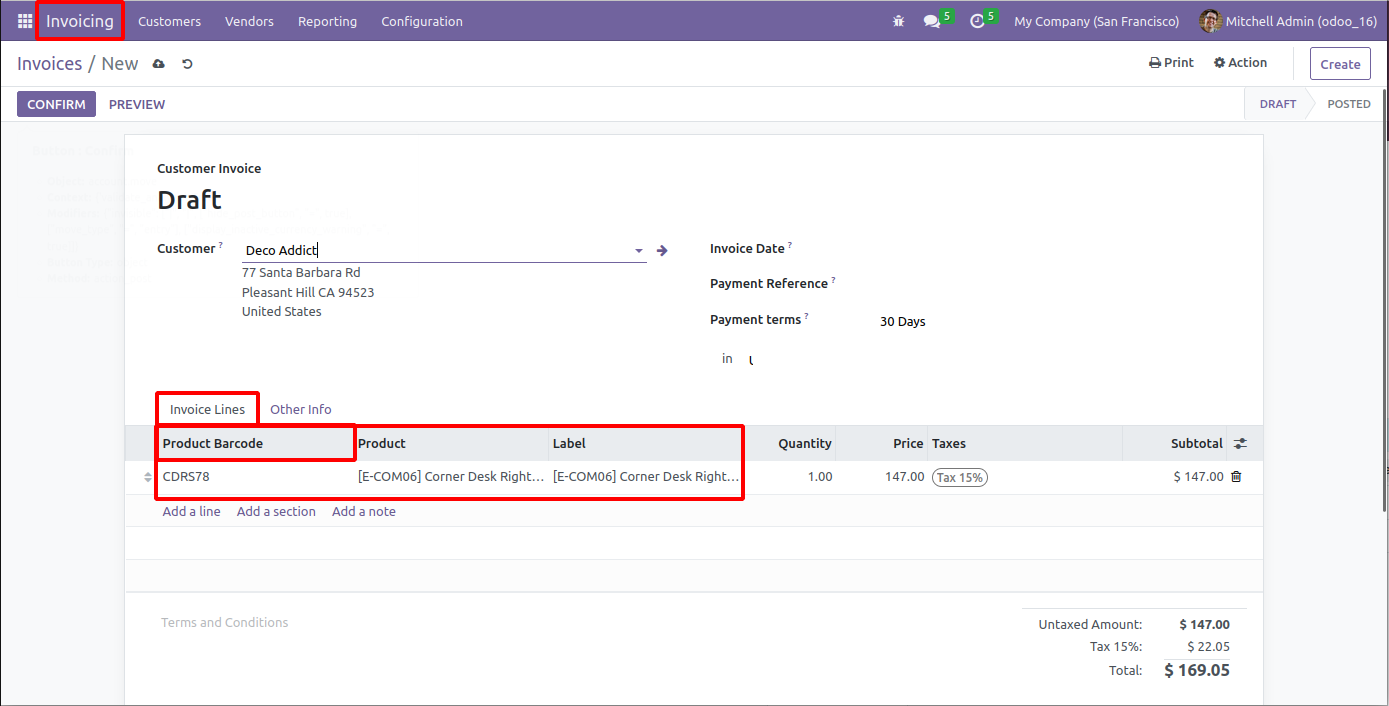 Invoicing Customers Vendors Reporting Configuration 5 5 My Company (San Francisco) Mitchell Admin (odoo_16)
Invoices / New Print Action Create
CONFIRM PREVIEW DRAFT POSTED
Customer Invoice
Draft
Customer ? Deco Addict
77 Santa Barbara Rd
Pleasant Hill CA 94523
United States
Invoice Date ?
Payment Reference ?
Payment terms ? 30 Days
in
Invoice Lines Other Info
Product Barcode Product Label Quantity Price Taxes Subtotal
CDRS78 [E-COM06] Corner Desk Right... [E-COM06] Corner Desk Right... 1.00 147.00 Tax 15% $ 147.00
Add a line Add a section Add a note
Terms and Conditions
Untaxed Amount: $ 147.00
Tax 15%: $ 22.05
Total: $ 169.05